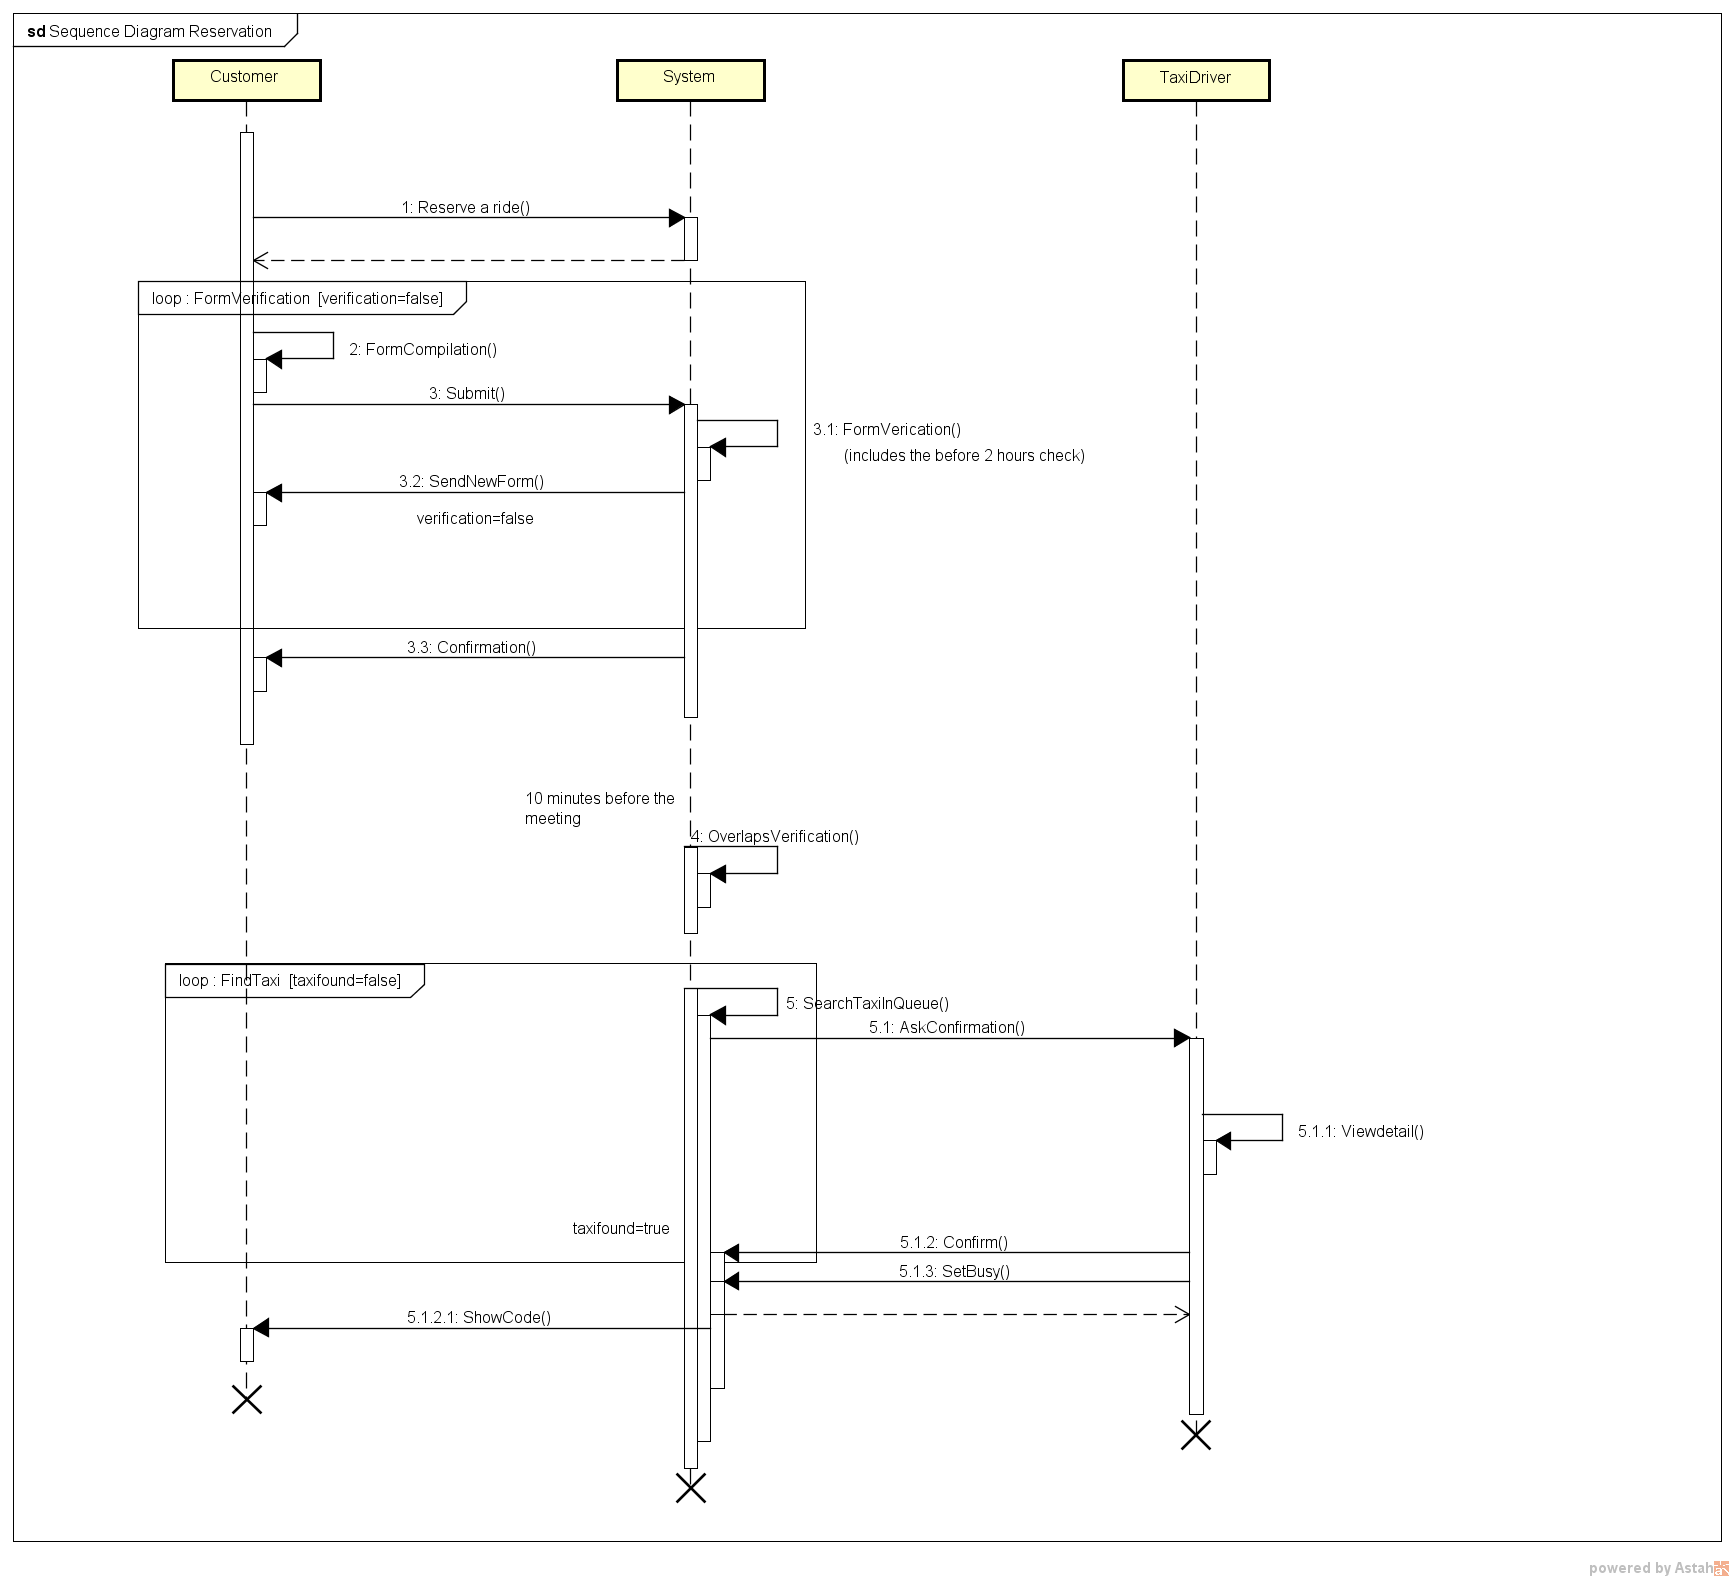 sd Sequence Diagram Reservation
Customer
System
TaxiDriver
1: Reserve a ride()
loop : FormVerification [verification=false]
2: FormCompilation()
3: Submit()
3.1: FormVerication()
(includes the before 2 hours check)
3.2: SendNewForm()
verification=false
3.3: Confirmation()
10 minutes before the
meeting
4: OverlapsVerification()
loop : FindTaxi [taxifound=false]
5: SearchTaxiInQueue()
5.1: AskConfirmation()
5.1.1: Viewdetail()
taxifound=true
5.1.2: Confirm()
5.1.3: SetBusy()
5.1.2.1: ShowCode()
powered by Astah